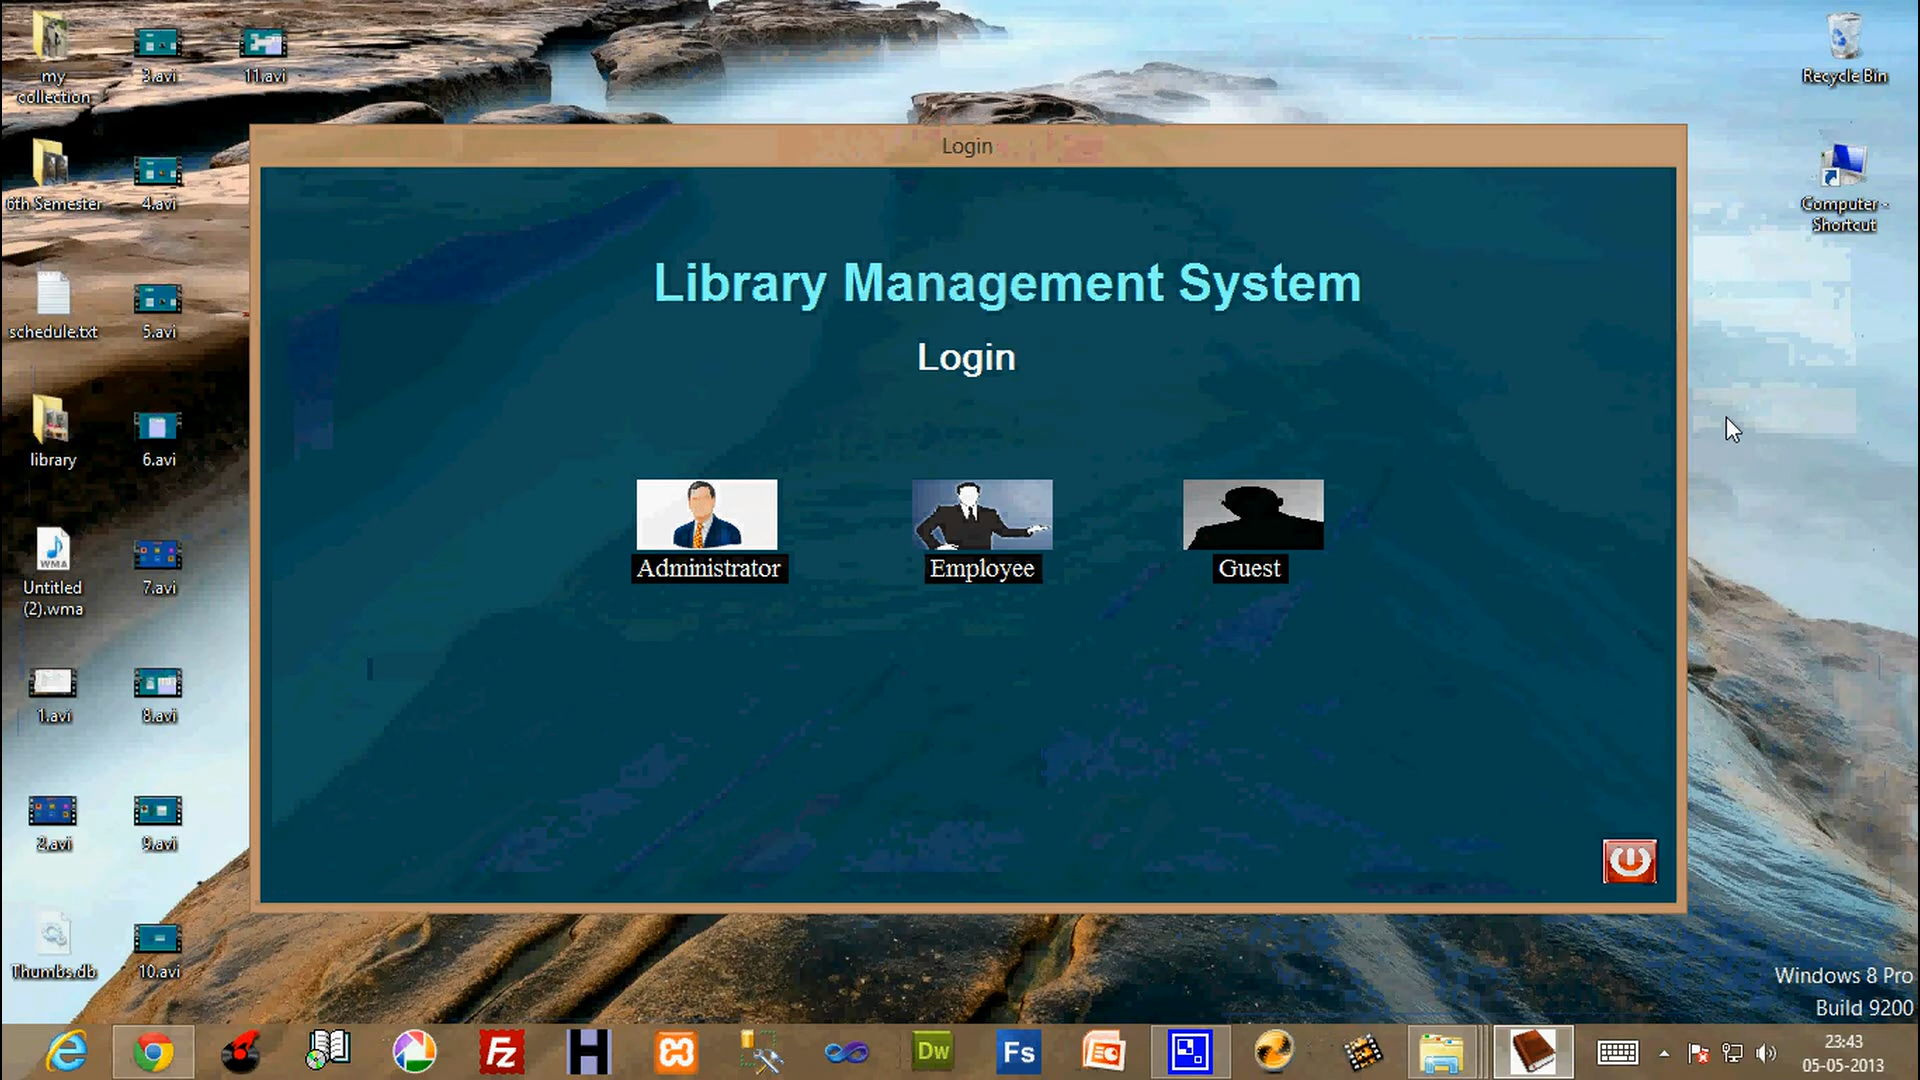 my
collection
3.avi
11.avi
Recycle Bin
Login
6th Semester
4.avi
Computer -
Shortcut
Library Management System
schedule.txt
5.avi
Login
library
6.avi
Administrator
Employee
Guest
WMA
Untitled
(2).wma
7.avi
1.avi
8.avi
2.avi
9.avi
Thumbs.db
10.avi
Windows 8 Pro
Build 9200
Fz
H
Dw
Fs
23:43
05-05-2013